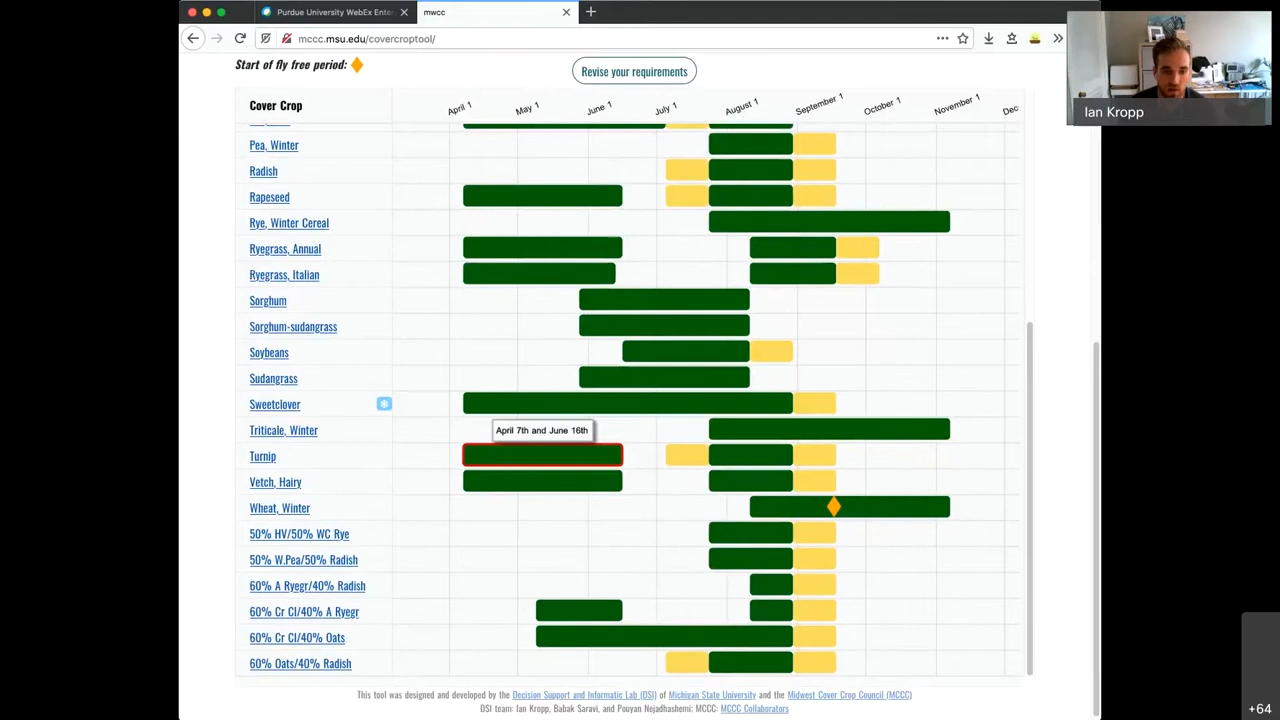 Purdue University WebEx Enter
mwcc
mccc.msu.edu/covercroptool/
Start of fly free period:
Revise your requirements
Ian Kropp
Cover Crop
April 1
May 1
June 1
July 1
August 1
September 1
October 1
November 1
Dec
Pea, Winter
Radish
Rapeseed
Rye, Winter Cereal
Ryegrass, Annual
Ryegrass, Italian
Sorghum
Sorghum-sudangrass
Soybeans
Sudangrass
Sweetclover
Triticale, Winter
April 7th and June 16th
Turnip
Vetch, Hairy
Wheat, Winter
50% HV/50% WC Rye
50% W.Pea/50% Radish
60% A Ryegr/40% Radish
60% Cr Cl/40% A Ryegr
60% Cr Cl/40% Oats
60% Oats/40% Radish
This tool was designed and developed by the Decision Support and Informatic Lab (DSI) of Michigan State University and the Midwest Cover Crop Council (MCCC)
DSI team: Ian Kropp, Babak Saravi, and Pouyan Nejadhashemi; MCCC: MCCC Collaborators
+64